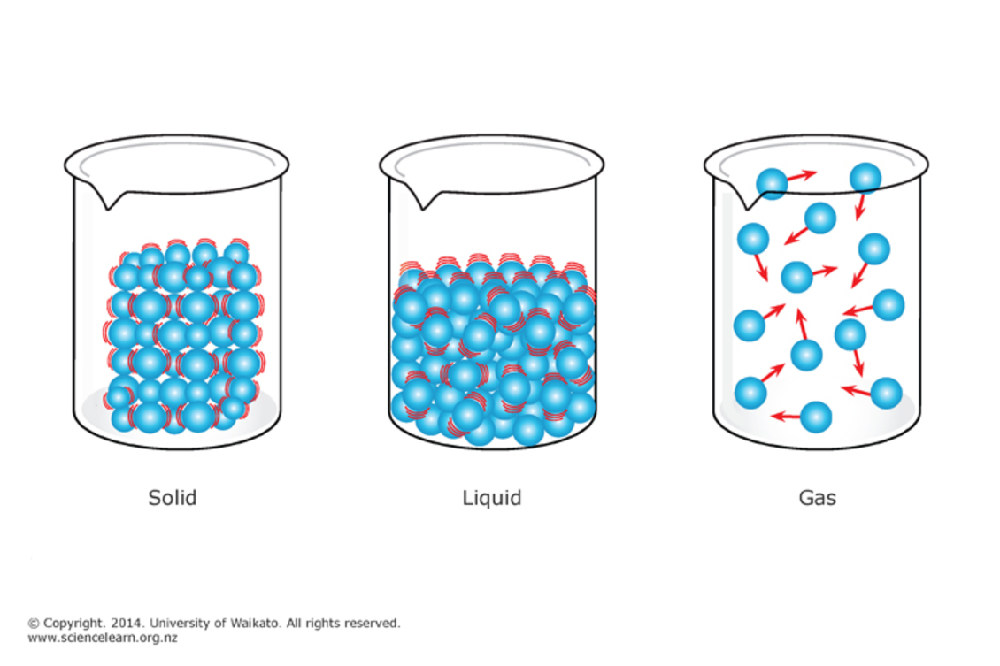 Solid
Liquid
Gas
© Copyright. 2014. University of Waikato. All rights reserved.
www.sciencelearn.org.nz